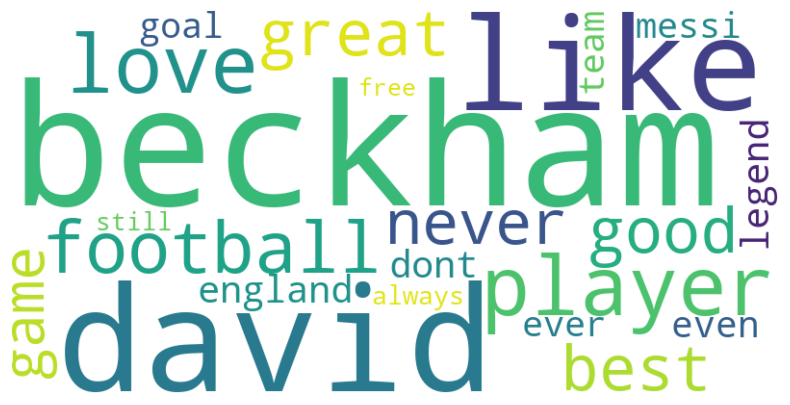 goal
great
like
team
messi
love
free
beckham
legend
still
football
never
good
dont
game
england
always
player
david
ever
even
best